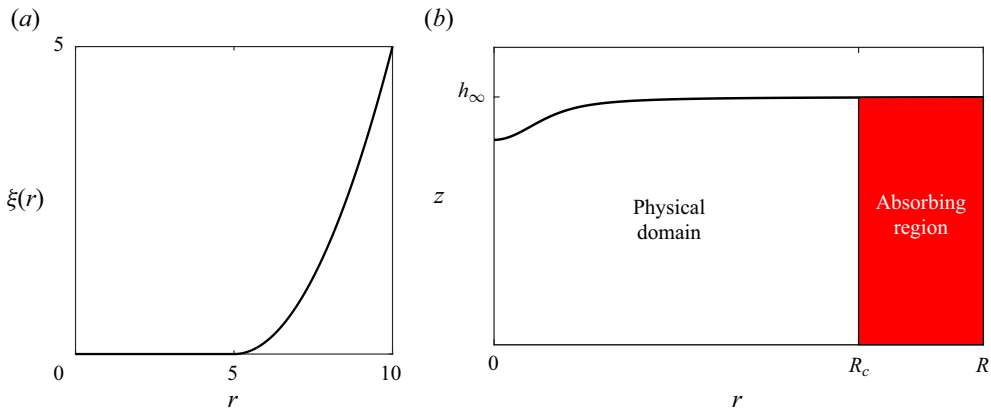 (a)
5
ξ(r)
0
5
10
r
(b)
h∞
z
Physical
domain
Absorbing
region
0
Rc
R
r